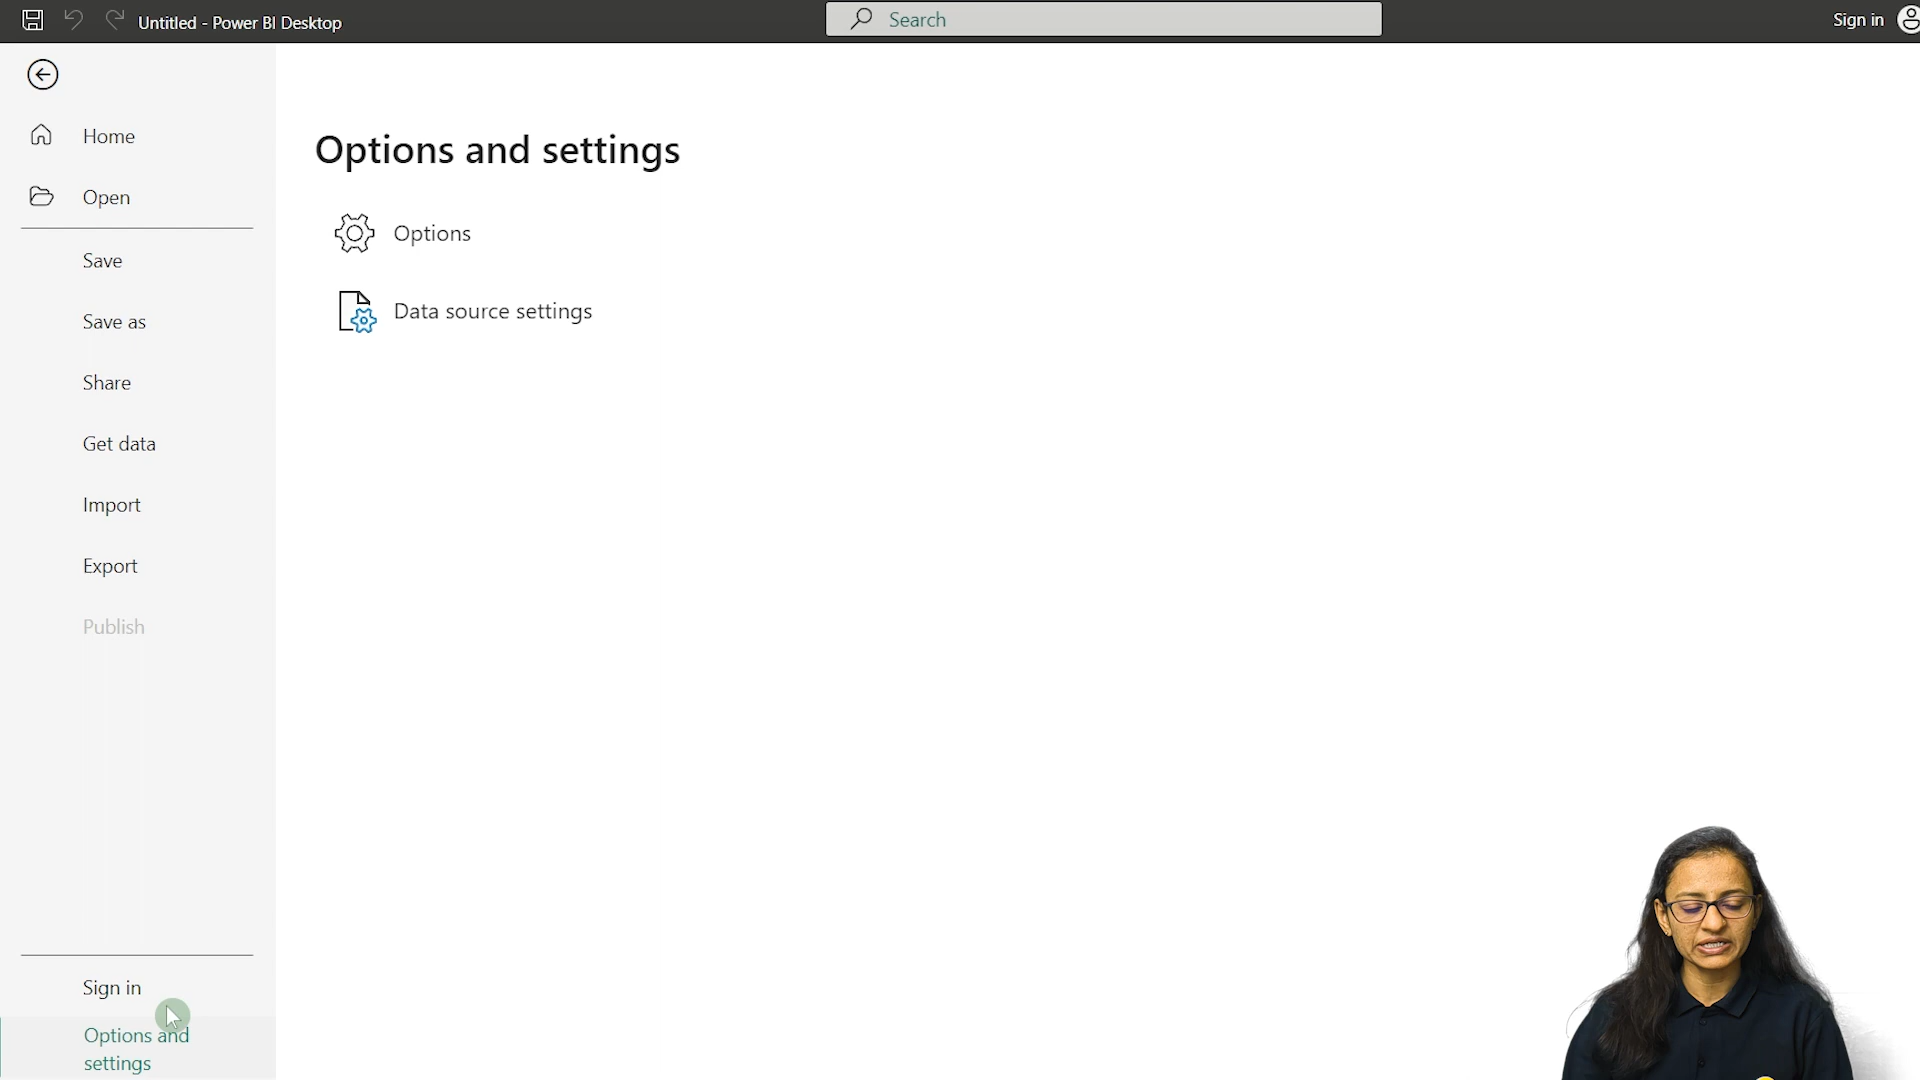 Untitled - Power BI Desktop
Search
Sign in
Home
Open
Save
Save as
Share
Get data
Import
Export
Publish
Sign in
Options and
settings
Options and settings
Options
Data source settings